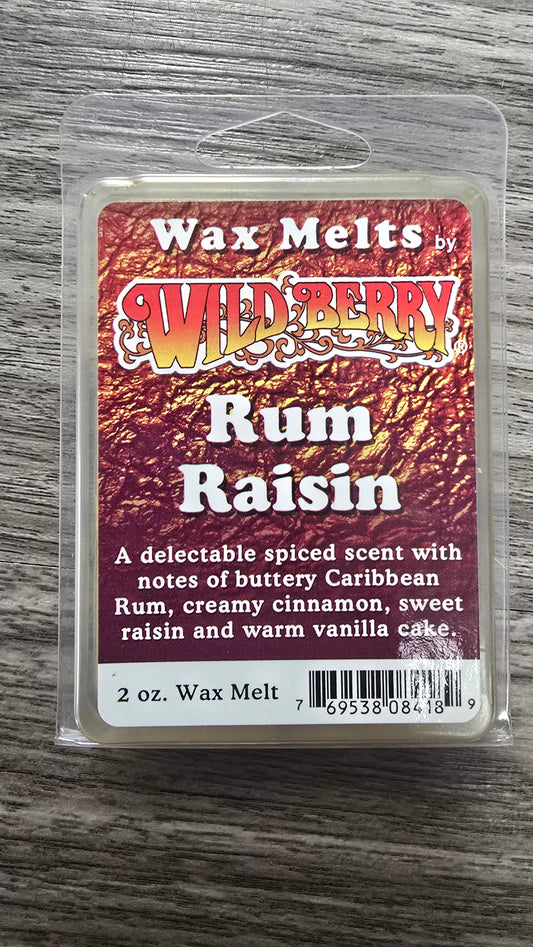 Wax Melts by
WILD BERRY®
Rum
Raisin
A delectable spiced scent with
notes of buttery Caribbean
Rum, creamy cinnamon, sweet
raisin and warm vanilla cake.
2 oz. Wax Melt
7 69538 08418 9